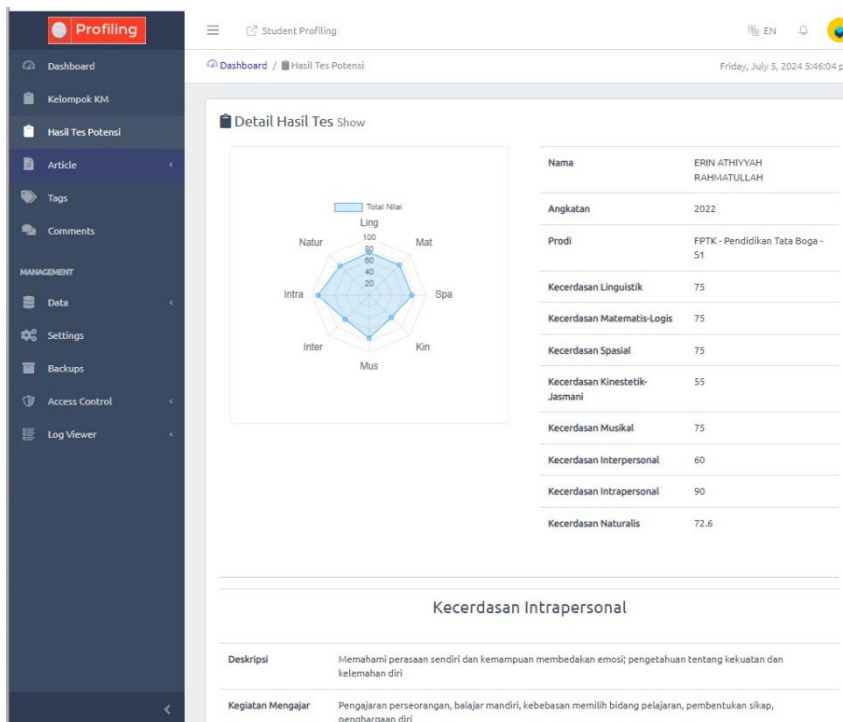 Profiling
Student Profiling
EN
Dashboard
Kelompok KM
Hasil Tes Potensi
Article
Tags
Comments
MANAGEMENT
Data
Settings
Backups
Access Control
Log Viewer
Dashboard / Hasil Tes Potensi
Friday, July 5, 2024 5:46:04 p
Detail Hasil Tes Show
Total Nilai
Ling
Mat
Spa
Kin
Mus
Inter
Intra
Natur
100
80
60
40
20
Nama ERIN ATHIYYAH
RAHMATULLAH
Angkatan 2022
Prodi FPTK - Pendidikan Tata Boga -
S1
Kecerdasan Linguistik 75
Kecerdasan Matematis-Logis 75
Kecerdasan Spasial 75
Kecerdasan Kinestetik- 55
Jasmani
Kecerdasan Musikal 75
Kecerdasan Interpersonal 60
Kecerdasan Intrapersonal 90
Kecerdasan Naturalis 72.6
Kecerdasan Intrapersonal
Deskripsi Memahami perasaan sendiri dan kemampuan membedakan emosi; pengetahuan tentang kekuatan dan
kelemahan diri
Kegiatan Mengajar Pengajaran perseorangan, balajar mandiri, kebebasan memilih bidang pelajaran, pembentukan sikap,
penghargaan diri